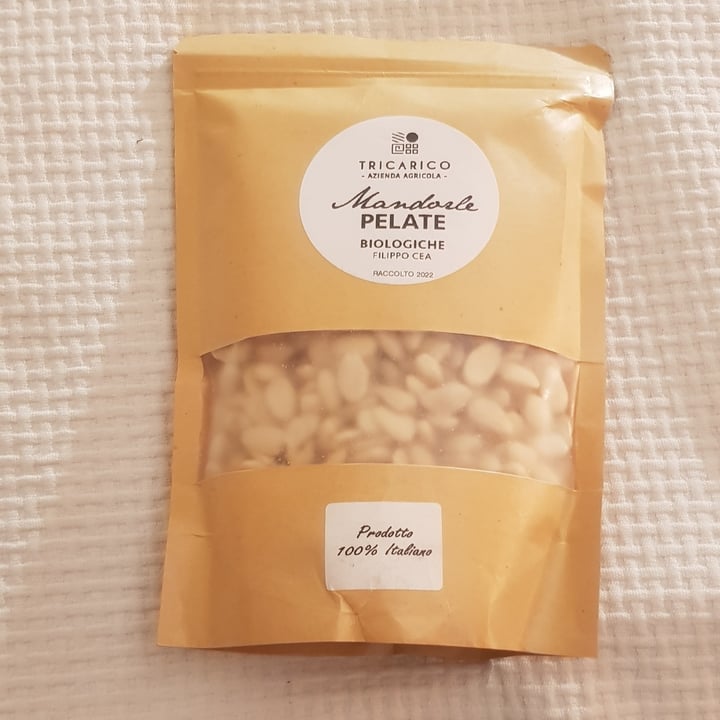 TRICARICO
- AZIENDA AGRICOLA -
Mandorle
PELATE
BIOLOGICHE
FILIPPO CEA
RACCOLTO 2022
Prodotto
100% Italiano